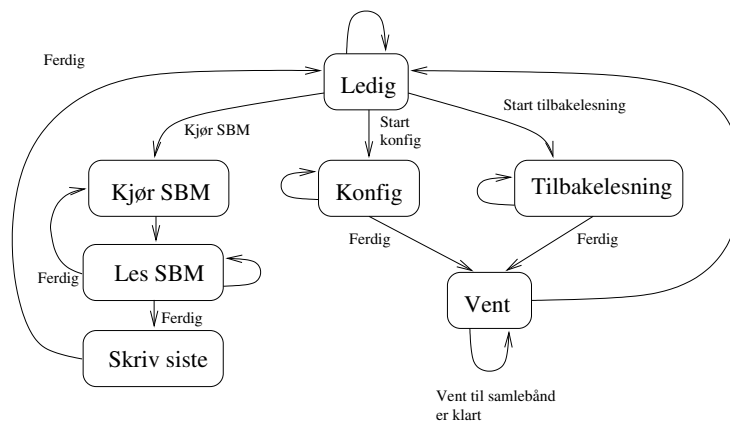 Ferdig
Ledig
Start tilbakelesning
Kjør SBM
Start
konfig
Kjør SBM
Konfig
Tilbakelesning
Ferdig
Ferdig
Les SBM
Ferdig
Vent
Ferdig
Skriv siste
Vent til samlebånd
er klart